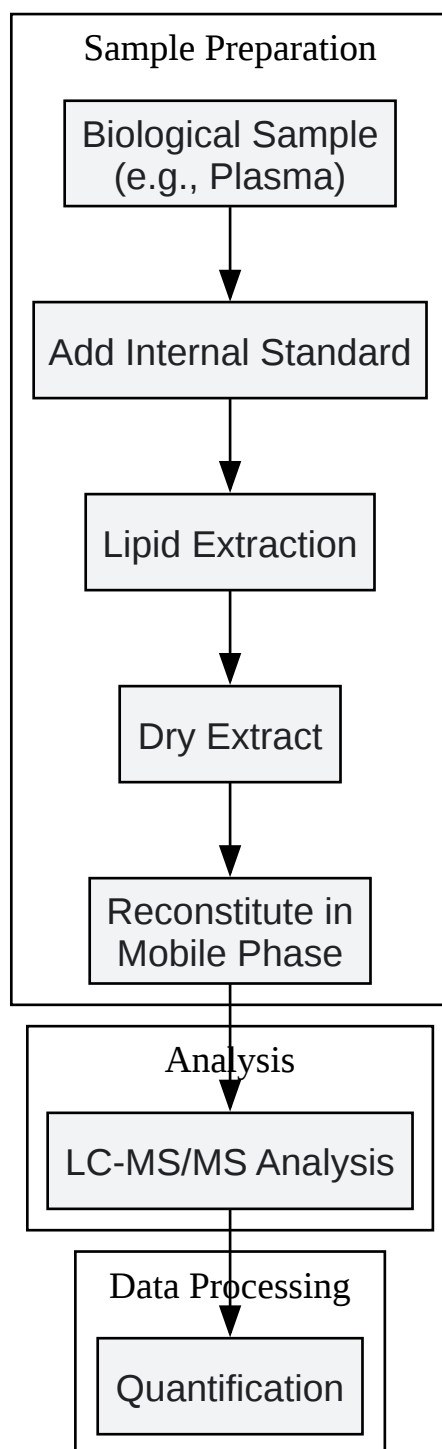 Sample Preparation
Biological Sample
(e.g., Plasma)
Add Internal Standard
Lipid Extraction
Dry Extract
Reconstitute in
Mobile Phase
Analysis
LC-MS/MS Analysis
Data Processing
Quantification